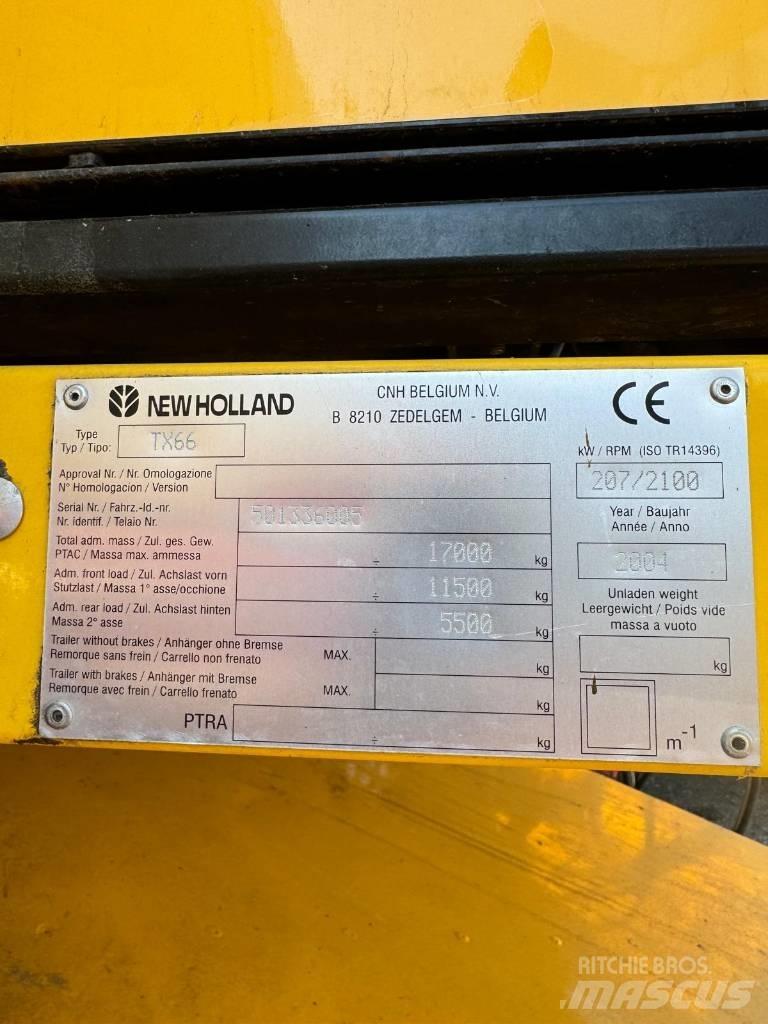 NEW HOLLAND
CNH BELGIUM N.V.
B 8210 ZEDELGEM - BELGIUM
CE
Type
Typ / Tipo:
TX66
kW / RPM (ISO TR14396)
207/2100
Approval Nr. / Nr. Omologazione
N° Homologacion / Version
Serial Nr. / Fahrz.-Id.-nr.
Nr. identif. / Telaio Nr.
501336005
Year / Baujahr
Année / Anno
2004
Total adm. mass / Zul. ges. Gew.
PTAC / Massa max. ammessa
÷ 17000 kg
Adm. front load / Zul. Achslast vorn
Stutzlast / Massa 1° asse/occhione
÷ 11500 kg
Adm. rear load / Zul. Achslast hinten
Massa 2° asse
÷ 5500 kg
Unladen weight
Leergewicht / Poids vide
massa a vuoto
kg
Trailer without brakes / Anhänger ohne Bremse
Remorque sans frein / Carrello non frenato
MAX.
kg
Trailer with brakes / Anhänger mit Bremse
Remorque avec frein / Carrello frenato
MAX.
kg
PTRA
÷ kg
m-1
RITCHIE BROS.
MASCUS